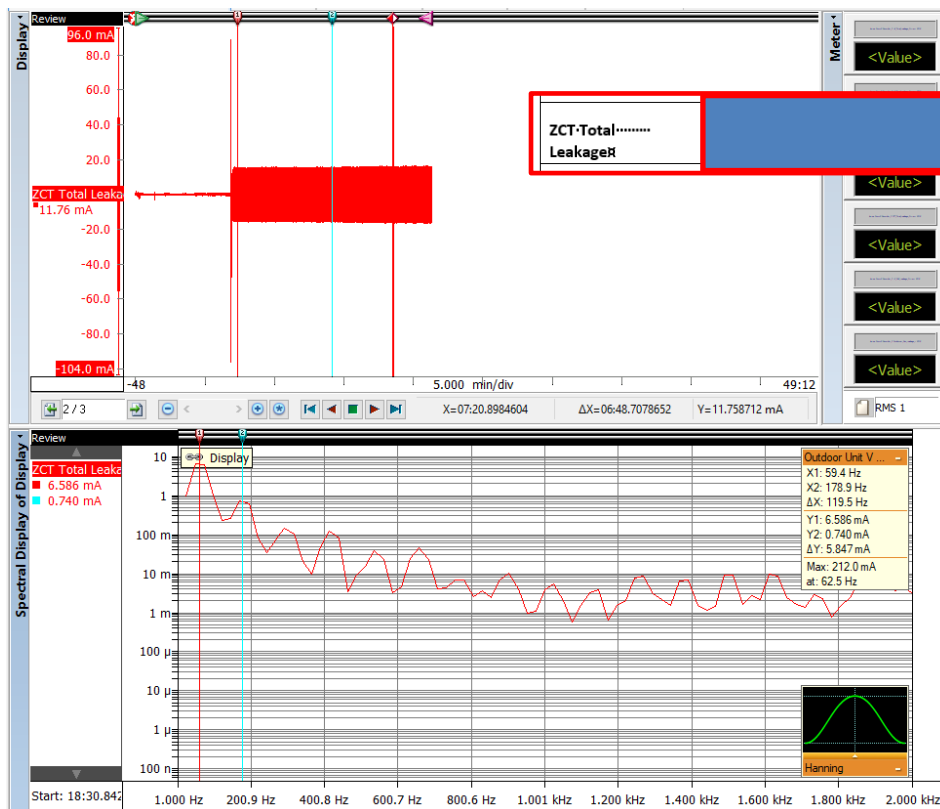 Review
Display
96.0 mA
80.0
60.0
40.0
20.0
ZCT Total Leaka
11.76 mA
-20.0
-40.0
-60.0
-80.0
-104.0 mA
1
2
ZCT·Total·········
Leakage¤
Meter
<Value>
<Value>
<Value>
<Value>
<Value>
<Value>
-48
5.000 min/div
49:12
2 / 3
X=07:20.8984604
ΔX=06:48.7078652
Y=11.758712 mA
RMS 1
Review
Spectral Display of Display
ZCT Total Leaka
6.586 mA
0.740 mA
1
2
Display
10
1
100 m
10 m
1 m
100 µ
10 µ
1 µ
100 n
Outdoor Unit V ...
X1: 59.4 Hz
X2: 178.9 Hz
ΔX: 119.5 Hz
Y1: 6.586 mA
Y2: 0.740 mA
ΔY: 5.847 mA
Max: 212.0 mA
at: 62.5 Hz
Hanning
Start: 18:30.842
1.000 Hz
200.9 Hz
400.8 Hz
600.7 Hz
800.6 Hz
1.001 kHz
1.200 kHz
1.400 kHz
1.600 kHz
1.800 kHz
2.000 kHz